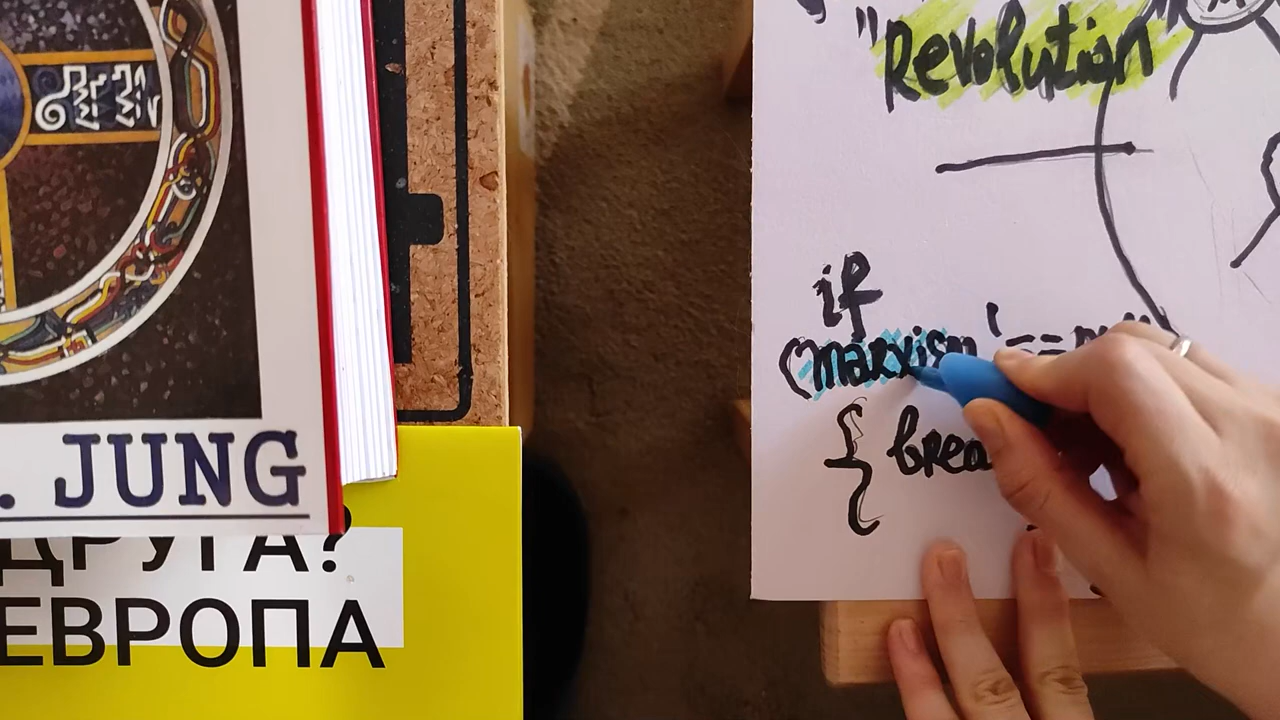 . JUNG
ДРУГА?
ЕВРОПА
"Revolution"
if
(marxism ==
{